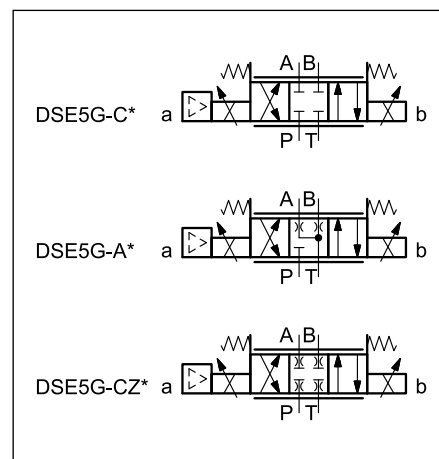 A B
DSE5G-C* a b
P T
A B
DSE5G-A* a b
P T
A B
DSE5G-CZ* a b
P T